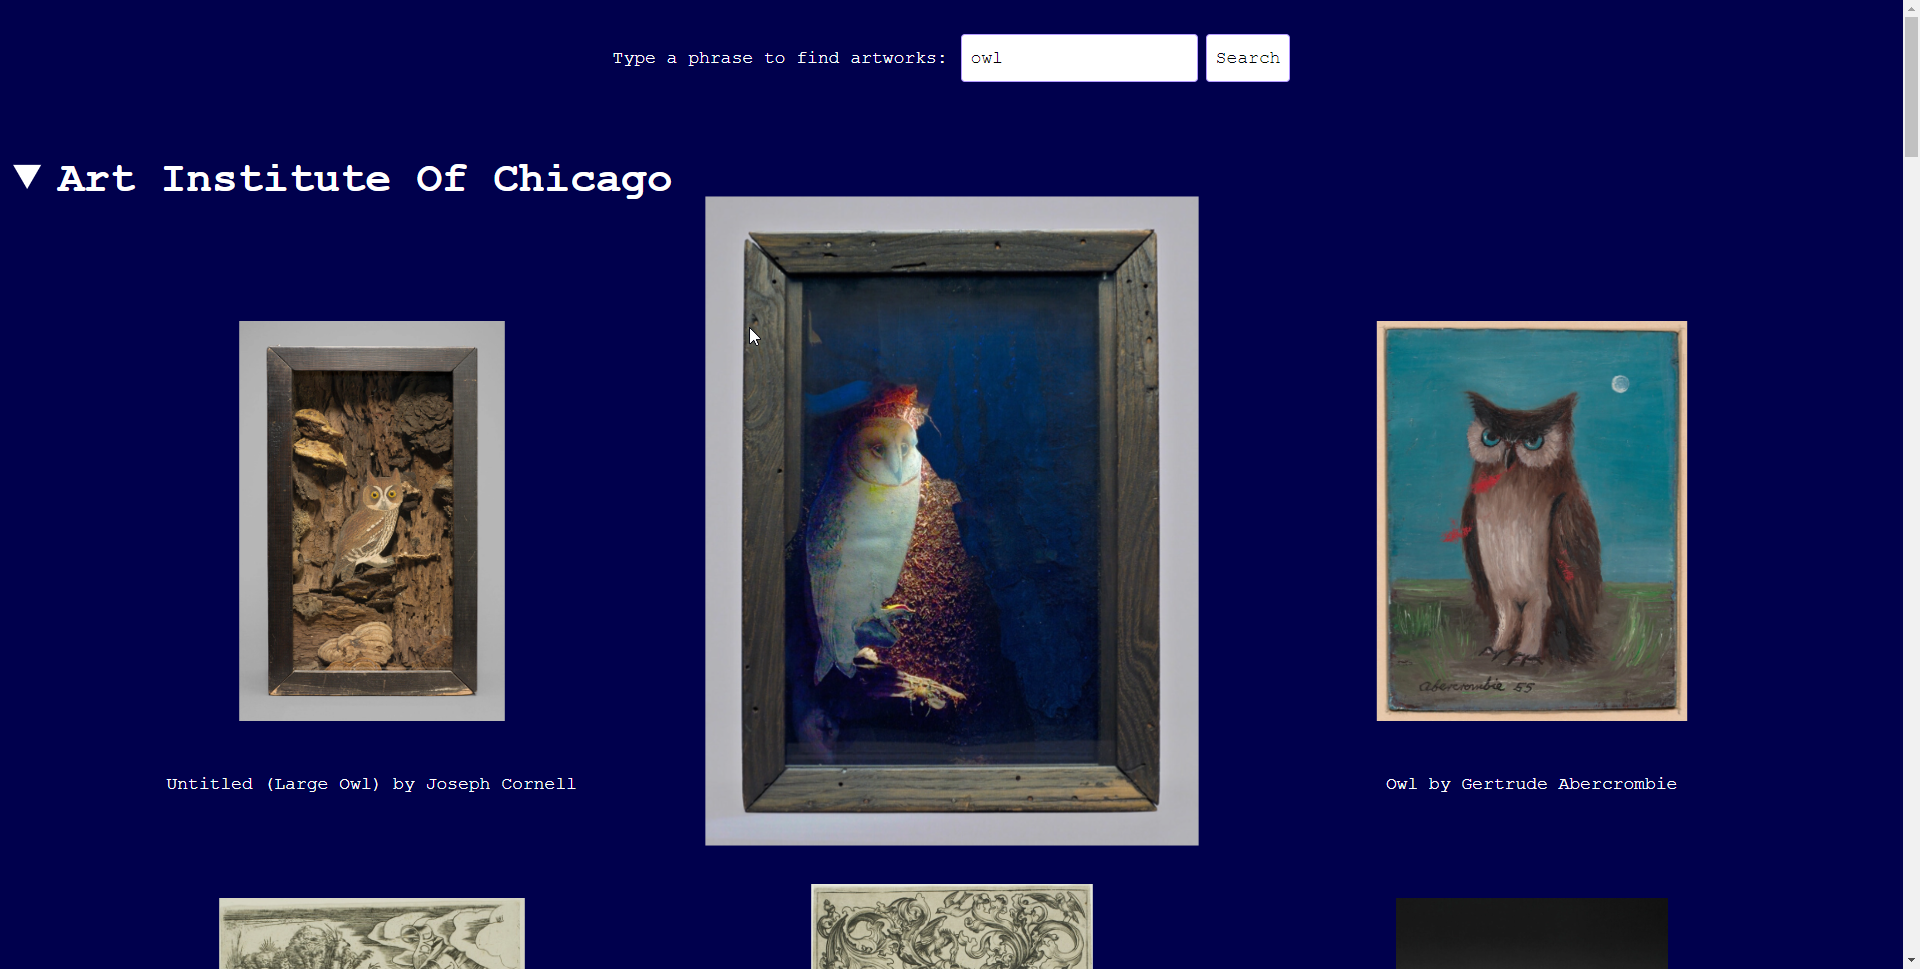 Type a phrase to find artworks: owl Search
Art Institute Of Chicago
Abercrombie 55
Untitled (Large Owl) by Joseph Cornell
Owl by Gertrude Abercrombie